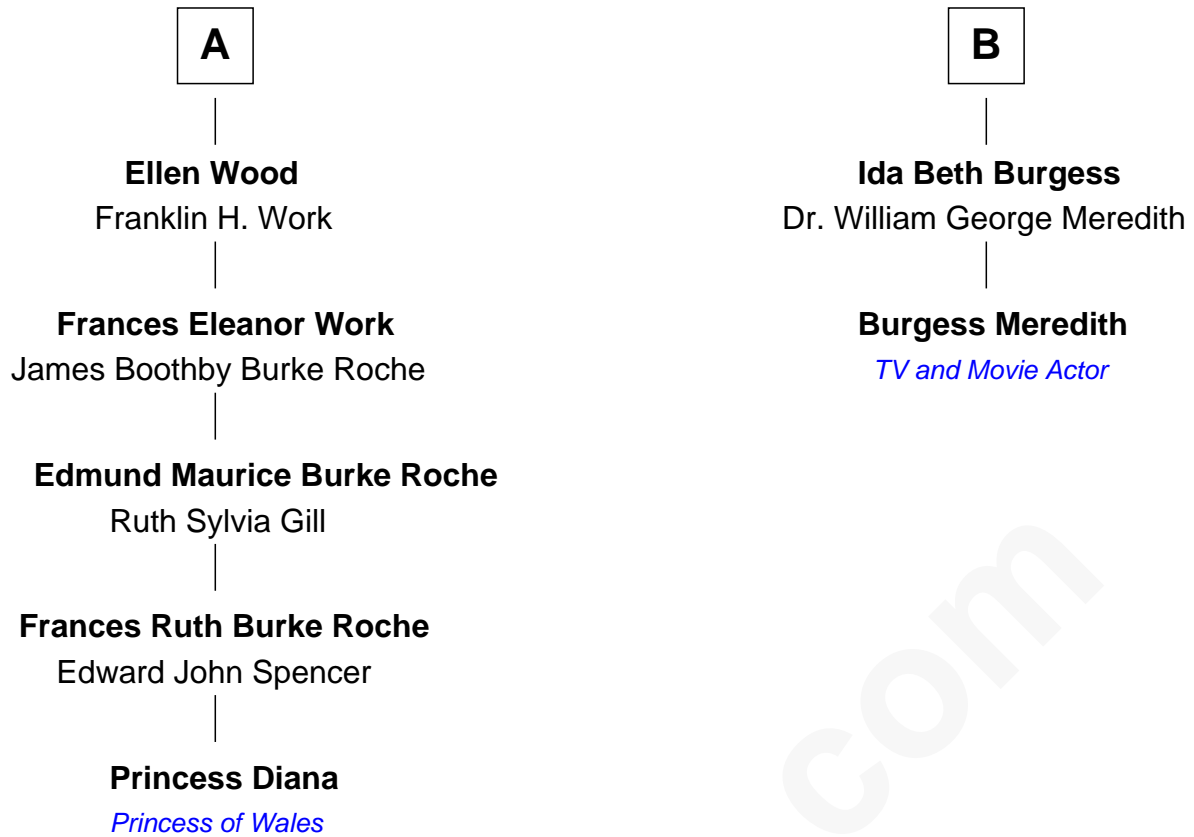 A
Ellen Wood
Franklin H. Work
Frances Eleanor Work
James Boothby Burke Roche
Edmund Maurice Burke Roche
Ruth Sylvia Gill
Frances Ruth Burke Roche
Edward John Spencer
Princess Diana
Princess of Wales
B
Ida Beth Burgess
Dr. William George Meredith
Burgess Meredith
TV and Movie Actor
com